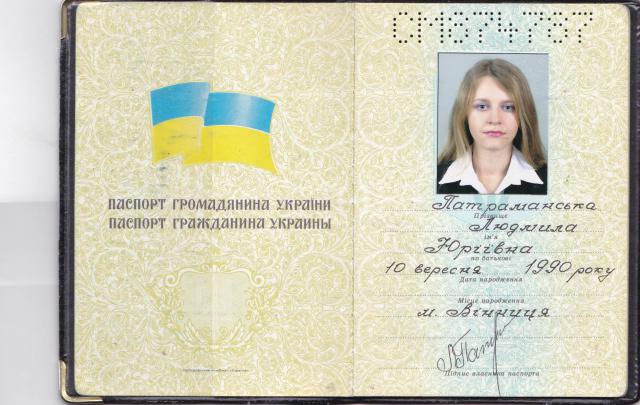 ПАСПОРТ ГРОМАДЯНИНА УКРАЇНИ
ПАСПОРТ ГРАЖДАНИНА УКРАИНЫ
СМ874787
Патраманська
Прізвище
Людмила
ім'я
Юріївна
по батькові
10 вересня 1990 року
Дата народження
Місце народження
м. Вінниця
Підпис власника паспорта